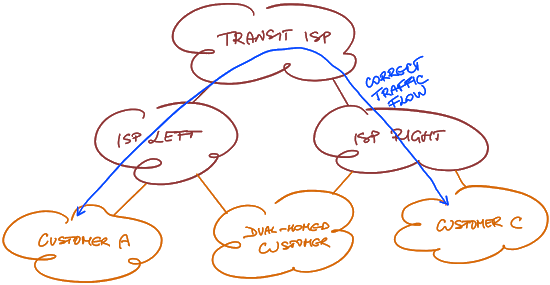 TRANSIT ISP
CORRECT
TRAFFIC
FLOW
ISP LEFT
ISP RIGHT
CUSTOMER A
DUAL-HOMED
CUSTOMER
CUSTOMER C